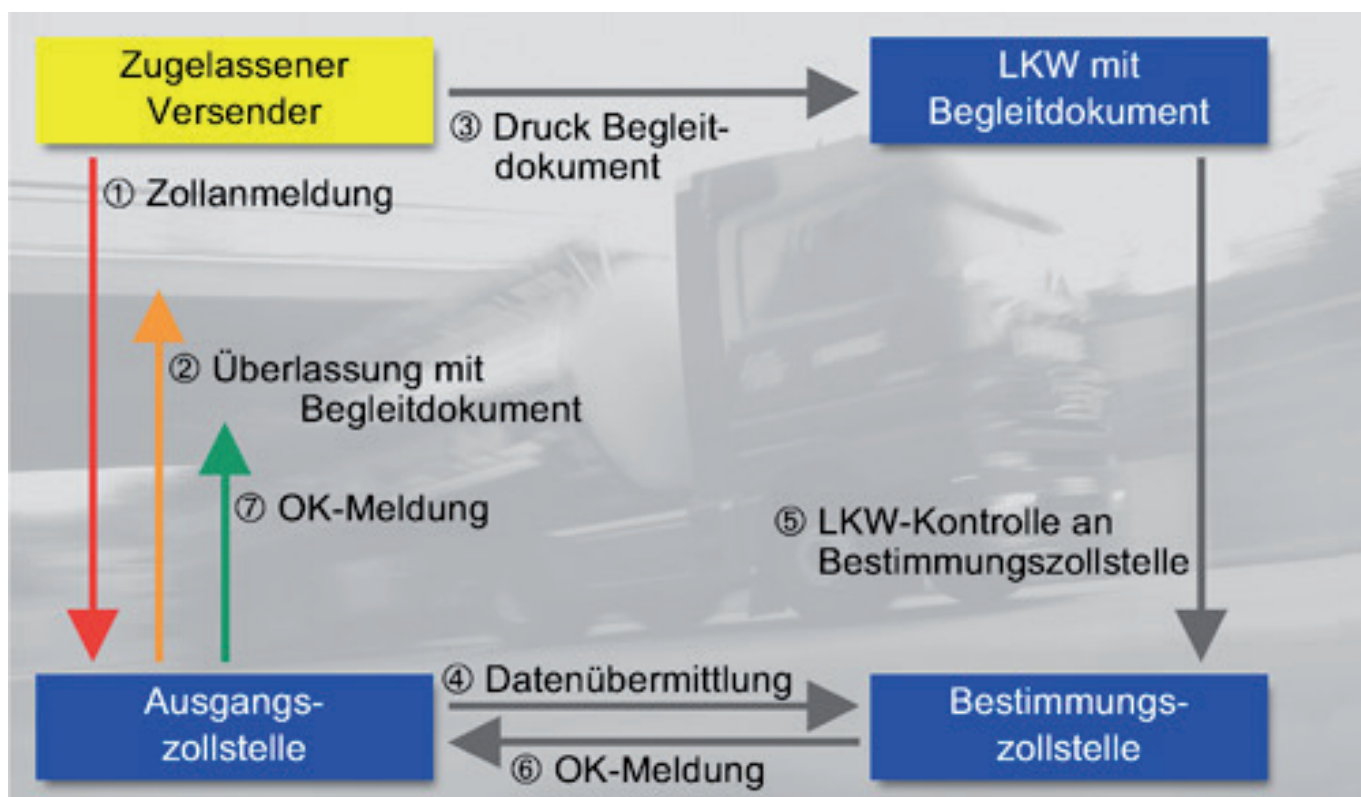 Zugelassener
Versender
LKW mit
Begleitdokument
③ Druck Begleit-
dokument
① Zollanmeldung
② Überlassung mit
Begleitdokument
⑦ OK-Meldung
⑤ LKW-Kontrolle an
Bestimmungszollstelle
Ausgangs-
zollstelle
④ Datenübermittlung
⑥ OK-Meldung
Bestimmungs-
zollstelle